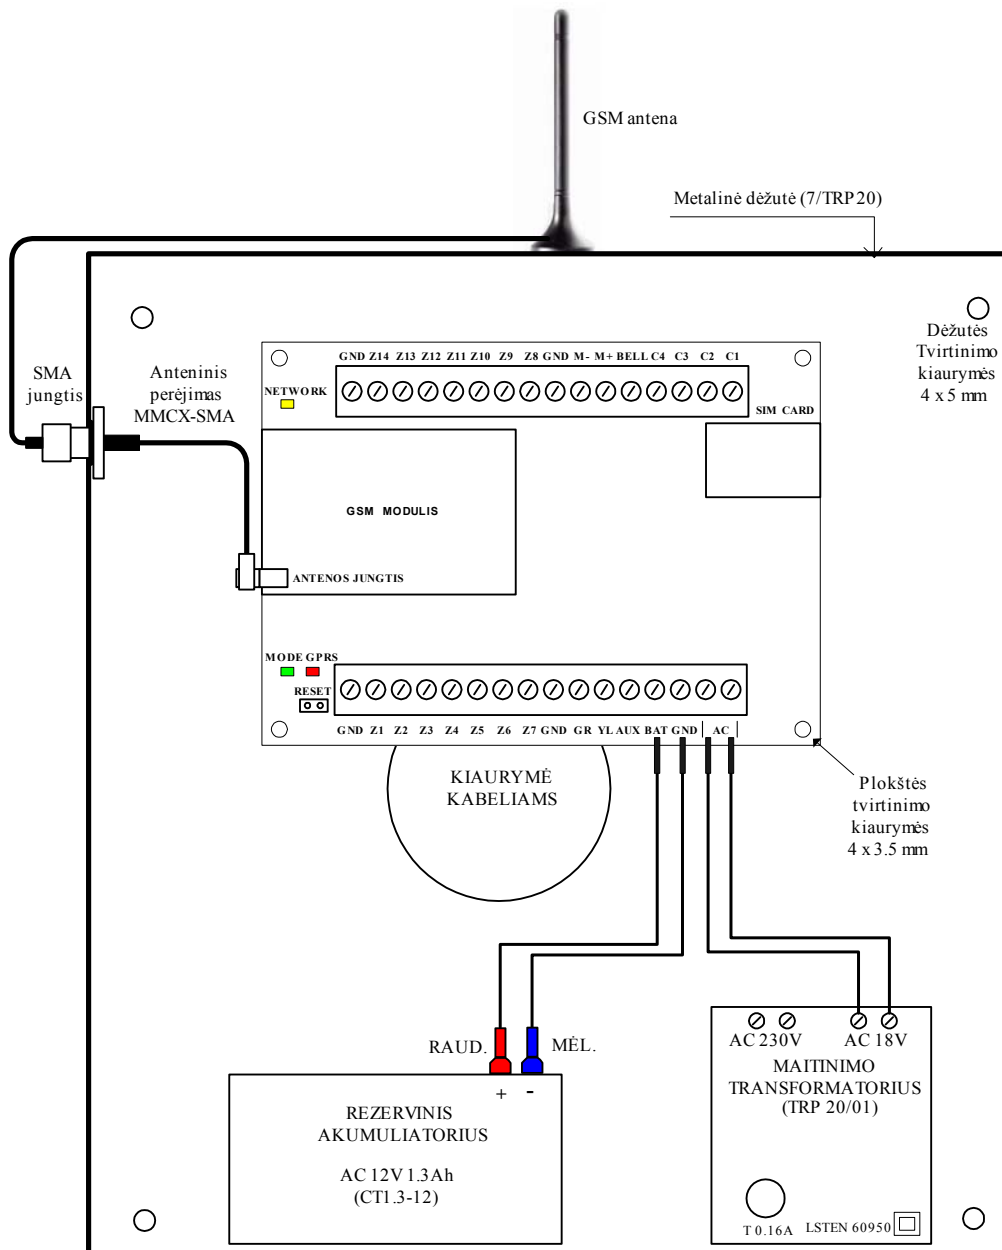 GSM antena
Metalinė dėžutė (7/TRP20)
Dėžutės
Tvirtinimo
kiaurymės
4 x 5 mm
SMA
jungtis
Anteninis
perėjimas
MMCX-SMA
GND Z14 Z13 Z12 Z11 Z10 Z9 Z8 GND M- M+ BELL C4 C3 C2 C1
NETWORK
SIM CARD
GSM MODULIS
ANTENOS JUNGTIS
MODE GPRS
RESET
GND Z1 Z2 Z3 Z4 Z5 Z6 Z7 GND GR YL AUX BAT GND AC
KIAURYMĖ
KABELIAMS
Plokštės
tvirtinimo
kiaurymės
4 x 3.5 mm
RAUD.
MĖL.
+ -
REZERVINIS
AKUMULIATORIUS
AC 12V 1.3Ah
(CT1.3-12)
AC 230V AC 18V
MAITINIMO
TRANSFORMATORIUS
(TRP 20/01)
T 0.16A LSTEN 60950